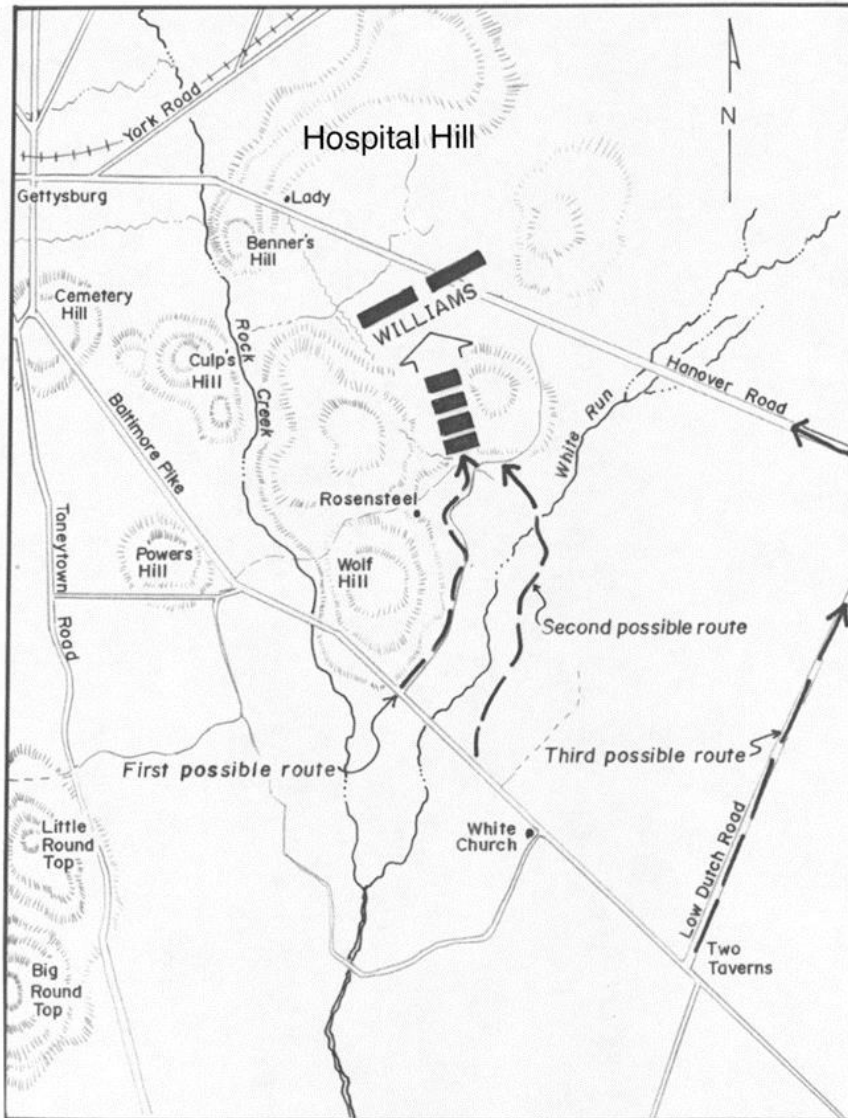 York Road
N
Hospital Hill
Gettysburg
Lady
Benner's
Hill
Cemetery
Hill
WILLIAMS
Rock
Creek
Culp's
Hill
Hanover Road
White Run
Baltimore Pike
Rosensteel
Toneytown
Road
Powers
Hill
Wolf
Hill
Second possible route
First possible route
Third possible route
Little
Round
Top
White
Church
Low Dutch Road
Two
Taverns
Big
Round
Top